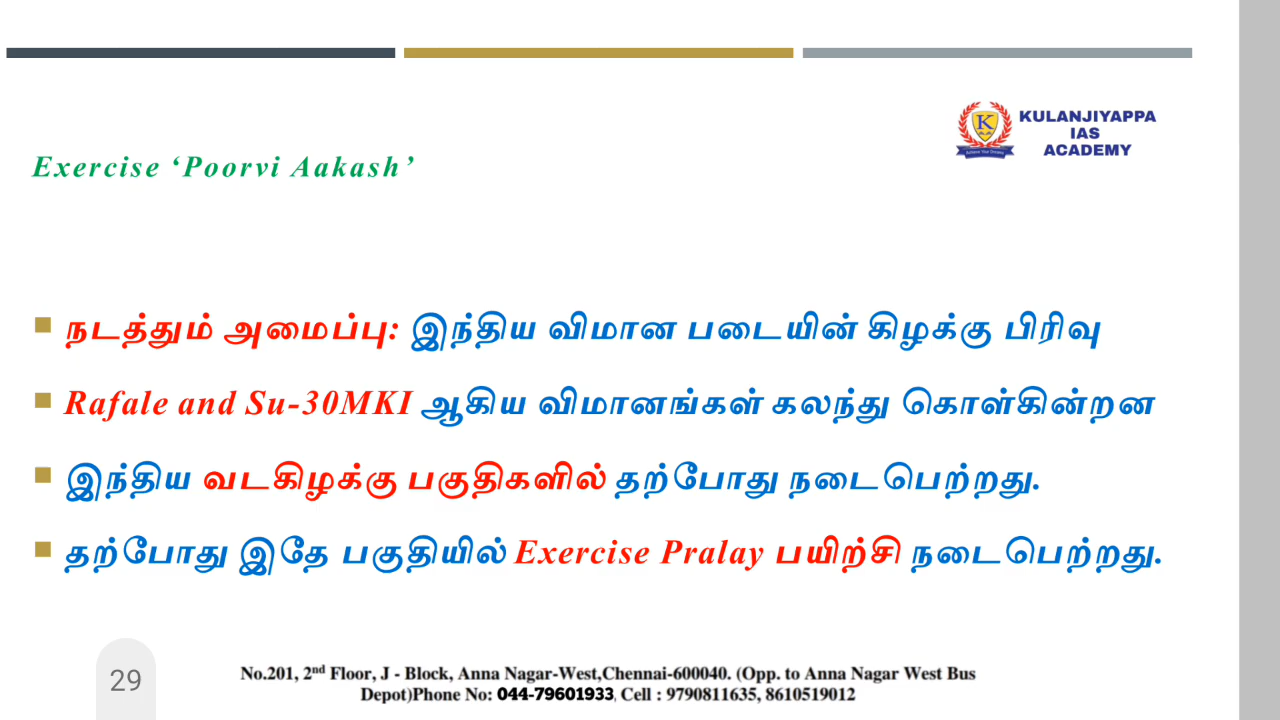 KULANJIYAPPA
IAS
ACADEMY
Exercise ‘Poorvi Aakash’
நடத்தும் அமைப்பு: இந்திய விமான படையின் கிழக்கு பிரிவு
Rafale and Su-30MKI ஆகிய விமானங்கள் கலந்து கொள்கின்றன
இந்திய வடகிழக்கு பகுதிகளில் தற்போது நடைபெற்றது.
தற்போது இதே பகுதியில் Exercise Pralay பயிற்சி நடைபெற்றது.
29
No.201, 2nd Floor, J - Block, Anna Nagar-West,Chennai-600040. (Opp. to Anna Nagar West Bus
Depot)Phone No: 044-79601933, Cell : 9790811635, 8610519012